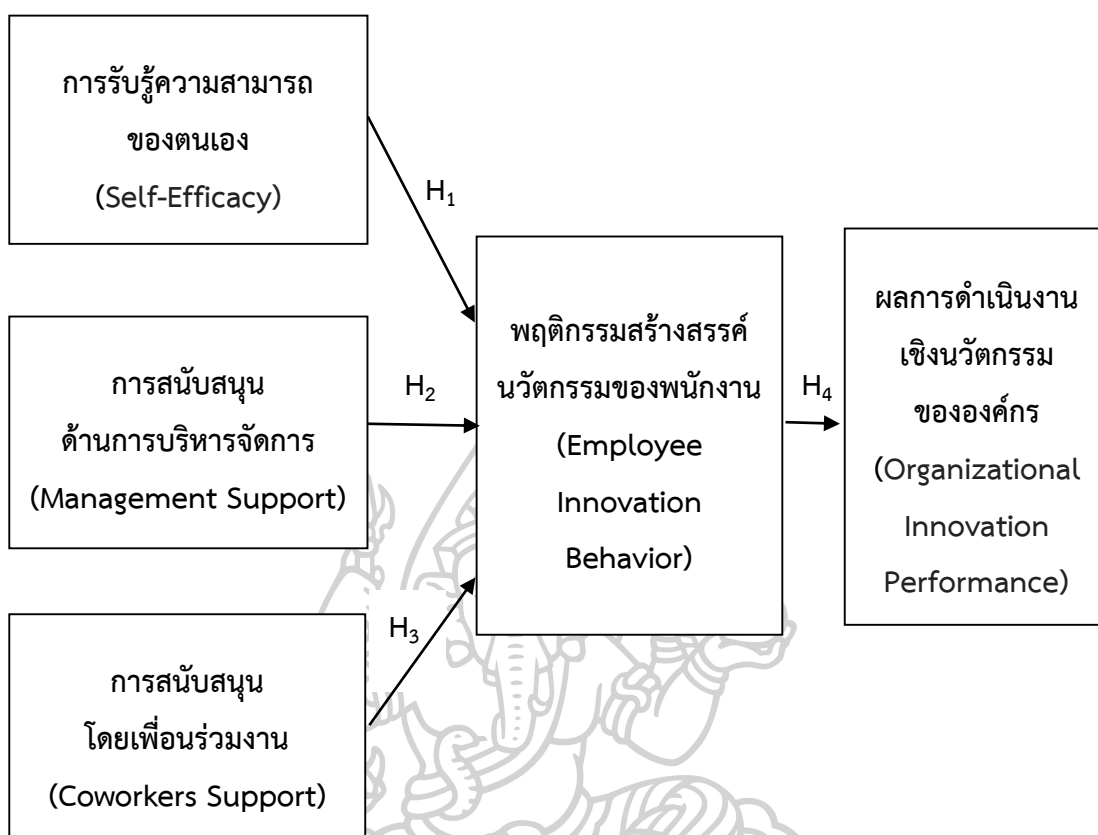 การรับรู้ความสามารถ
ของตนเอง
(Self-Efficacy)
H1
การสนับสนุน
ด้านการบริหารจัดการ
(Management Support)
H2
การสนับสนุน
โดยเพื่อนร่วมงาน
(Coworkers Support)
H3
พฤติกรรมสร้างสรรค์
นวัตกรรมของพนักงาน
(Employee
Innovation
Behavior)
H4
ผลการดำเนินงาน
เชิงนวัตกรรม
ขององค์กร
(Organizational
Innovation
Performance)